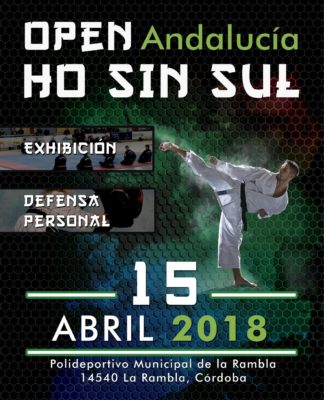 OPEN Andalucía
HO SIN SUL
EXHIBICIÓN
DEFENSA
PERSONAL
15
ABRIL 2018
Polideportivo Municipal de la Rambla
14540 La Rambla, Córdoba